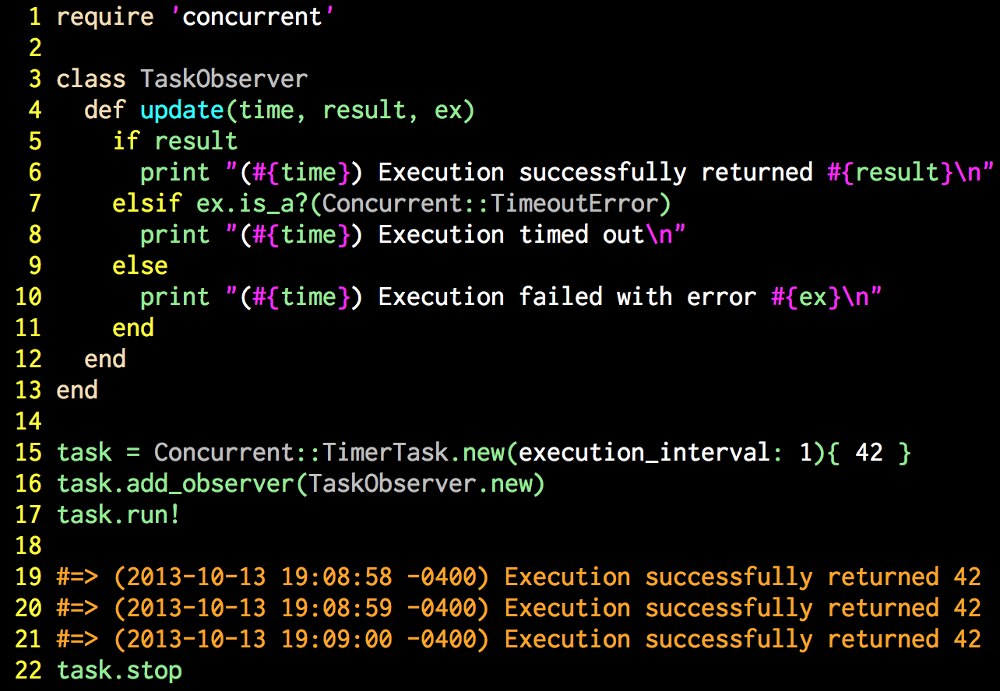 1 require 'concurrent'
2
3 class TaskObserver
4   def update(time, result, ex)
5     if result
6       print "(#{time}) Execution successfully returned #{result}\n"
7     elsif ex.is_a?(Concurrent::TimeoutError)
8       print "(#{time}) Execution timed out\n"
9     else
10       print "(#{time}) Execution failed with error #{ex}\n"
11     end
12   end
13 end
14
15 task = Concurrent::TimerTask.new(execution_interval: 1){ 42 }
16 task.add_observer(TaskObserver.new)
17 task.run!
18
19 #=> (2013-10-13 19:08:58 -0400) Execution successfully returned 42
20 #=> (2013-10-13 19:08:59 -0400) Execution successfully returned 42
21 #=> (2013-10-13 19:09:00 -0400) Execution successfully returned 42
22 task.stop